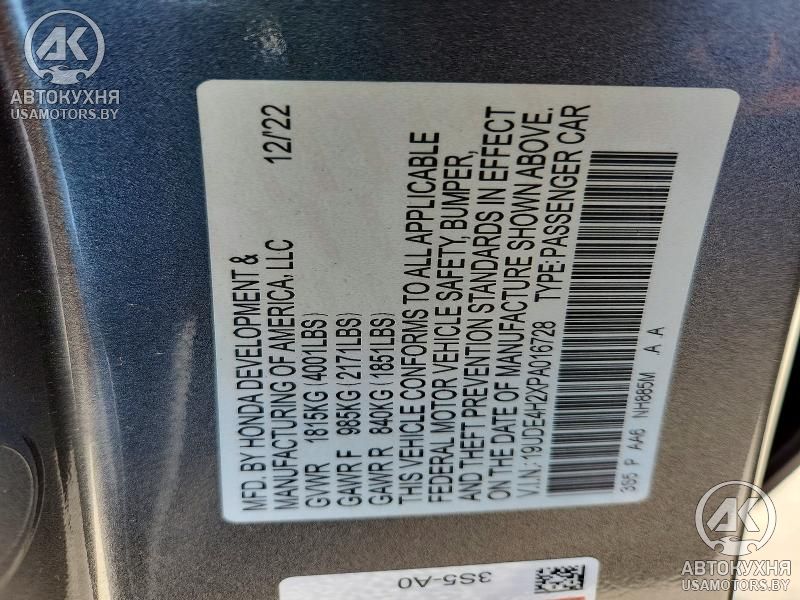 AK
АВТОКУХНЯ
USAMOTORS.BY
MFD. BY HONDA DEVELOPMENT &
MANUFACTURING OF AMERICA, LLC 12/22
GVWR 1815KG (4001LBS)
GAWR F 985KG (2171LBS)
GAWR R 840KG (1851LBS)
THIS VEHICLE CONFORMS TO ALL APPLICABLE
FEDERAL MOTOR VEHICLE SAFETY, BUMPER,
AND THEFT PREVENTION STANDARDS IN EFFECT
ON THE DATE OF MANUFACTURE SHOWN ABOVE.
V.I.N.: 19UDE4H2XPA016728 TYPE: PASSENGER CAR
3S5 P AA6 NH885M A A
3S5-A0
AK
АВТОКУХНЯ
USAMOTORS.BY